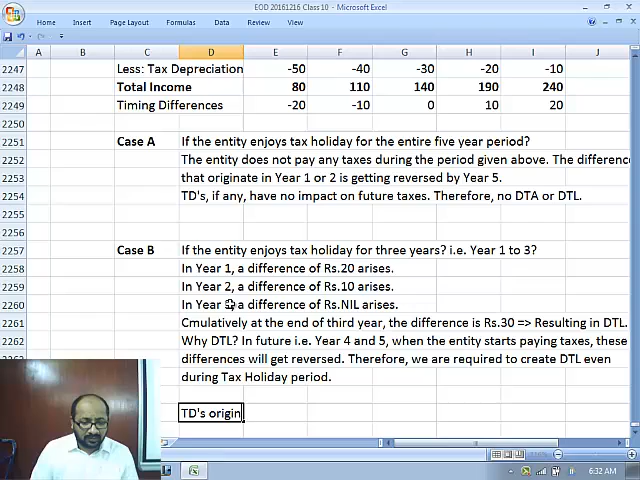 EOD 20161216 Class 10 - Microsoft Excel
Home Insert Page Layout Formulas Data Review View
A B C D E F G H I J
2247 Less: Tax Depreciation -50 -40 -30 -20 -10
2248 Total Income 80 110 140 190 240
2249 Timing Differences -20 -10 0 10 20
2250
2251 Case A If the entity enjoys tax holiday for the entire five year period?
2252 The entity does not pay any taxes during the period given above. The difference
2253 that originate in Year 1 or 2 is getting reversed by Year 5.
2254 TD's, if any, have no impact on future taxes. Therefore, no DTA or DTL.
2255
2256
2257 Case B If the entity enjoys tax holiday for three years? i.e. Year 1 to 3?
2258 In Year 1, a difference of Rs.20 arises.
2259 In Year 2, a difference of Rs.10 arises.
2260 In Year a difference of Rs.NIL arises.
2261 Cmulatively at the end of third year, the difference is Rs.30 => Resulting in DTL.
2262 Why DTL? In future i.e. Year 4 and 5, when the entity starts paying taxes, these
differences will get reversed. Therefore, we are required to create DTL even
during Tax Holiday period.
TD's origin
6:32 AM